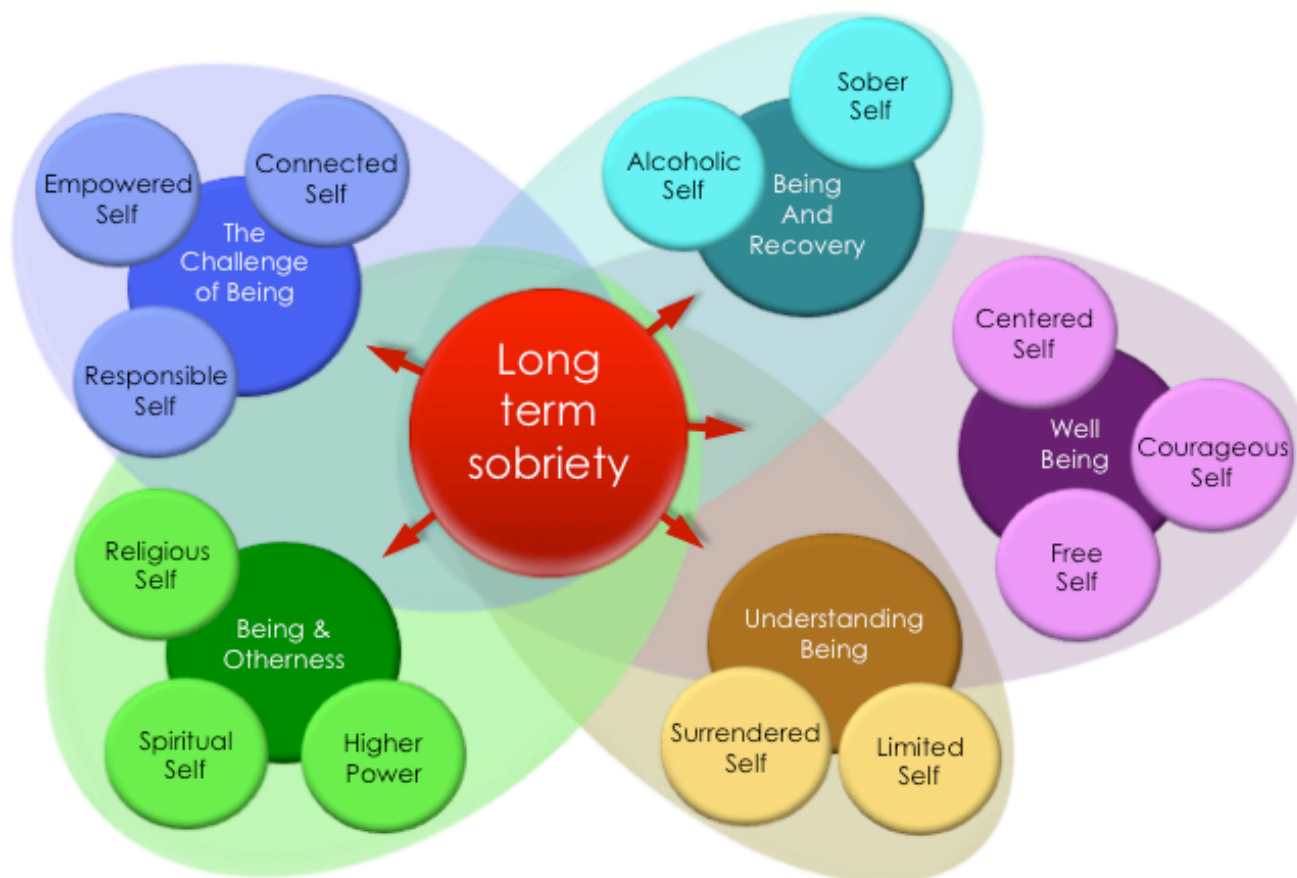 Sober
Self
Alcoholic
Self
Being
And
Recovery
Connected
Self
Empowered
Self
The
Challenge
of Being
Responsible
Self
Long
term
sobriety
Centered
Self
Well
Being
Courageous
Self
Free
Self
Religious
Self
Being &
Otherness
Spiritual
Self
Higher
Power
Understanding
Being
Surrendered
Self
Limited
Self